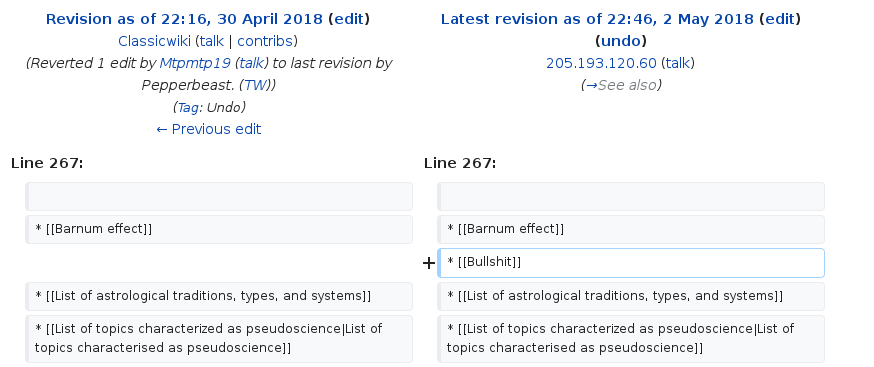 Revision as of 22:16, 30 April 2018 (edit)
Classicwiki (talk | contribs)
(Reverted 1 edit by Mtpmtp19 (talk) to last revision by
Pepperbeast. (TW))
(Tag: Undo)
← Previous edit
Latest revision as of 22:46, 2 May 2018 (edit)
(undo)
205.193.120.60 (talk)
(→See also)
Line 267:
Line 267:
* [[Barnum effect]]
* [[Barnum effect]]
+ * [[Bullshit]]
* [[List of astrological traditions, types, and systems]]
* [[List of astrological traditions, types, and systems]]
* [[List of topics characterized as pseudoscience|List of
topics characterised as pseudoscience]]
* [[List of topics characterized as pseudoscience|List of
topics characterised as pseudoscience]]